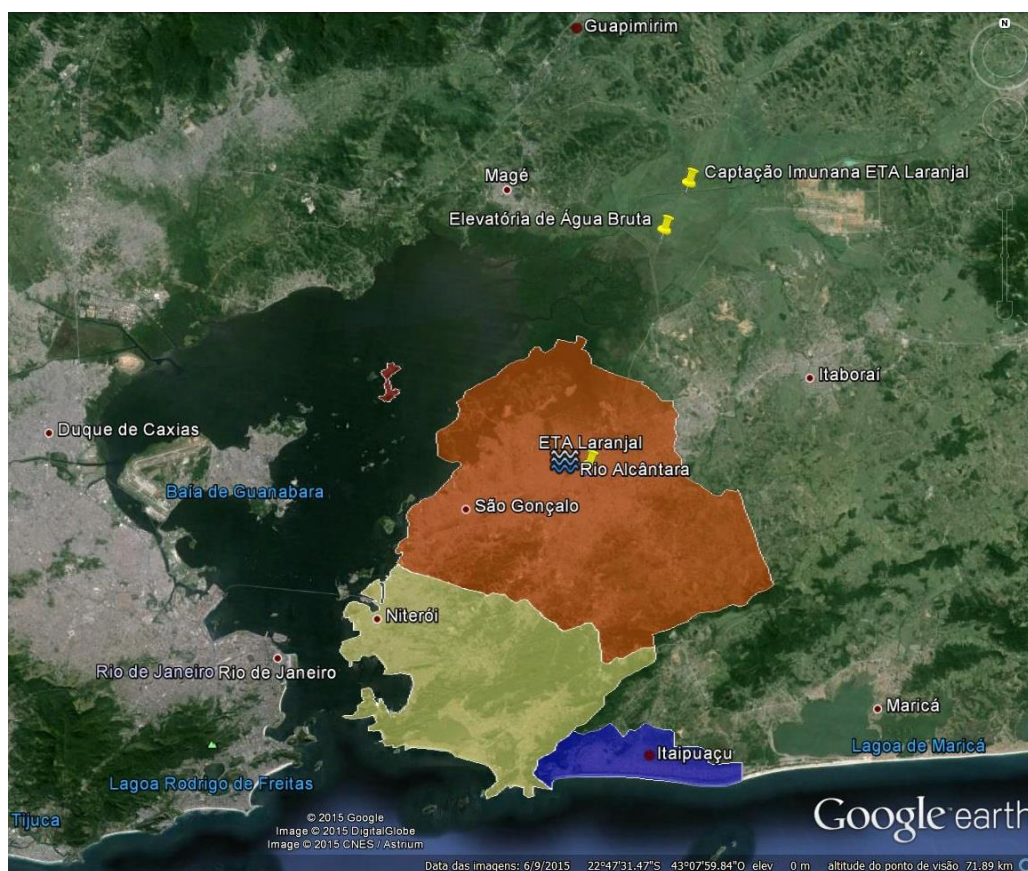 N
Guapimirim
Captação Imunana ETA Laranjal
Magé
Elevatória de Água Bruta
Itaboraí
Duque de Caxias
ETA Laranjal
Rio Alcântara
Baía de Guanabara
São Gonçalo
Niterói
Rio de Janeiro Rio de Janeiro
Maricá
Itaipuaçu
Lagoa de Maricá
Lagoa Rodrigo de Freitas
Tijuca
© 2015 Google
Image © 2015 DigitalGlobe
Image © 2015 CNES / Astrium
Google earth
Data das imagens: 6/9/2015 22°47'31.47"S 43°07'59.84"O elev 0 m altitude do ponto de visão 71.89 km